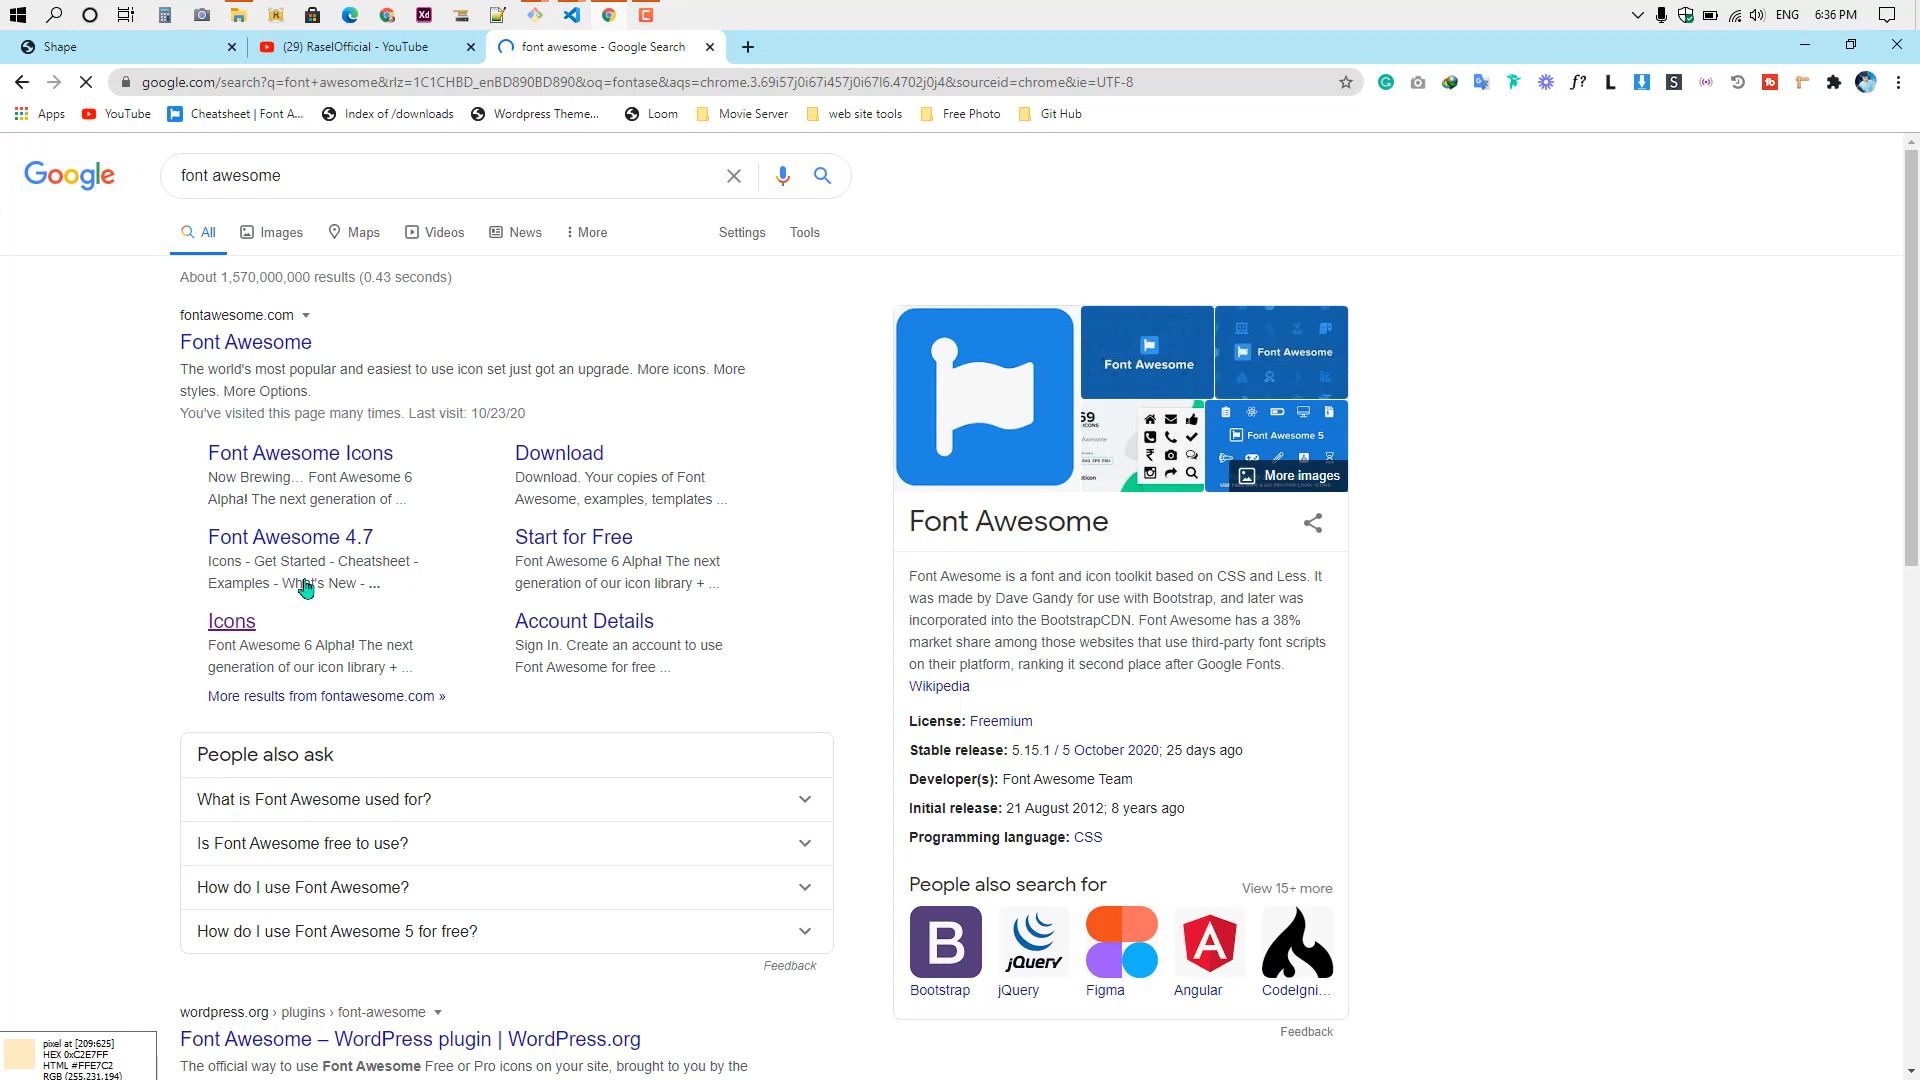 ENG
6:36 PM
Shape
(29) RaselOfficial - YouTube
font awesome - Google Search
google.com/search?q=font+awesome&rlz=1C1CHBD_enBD890BD890&oq=fontase&aqs=chrome.3.69i57j0i67i457j0i67l6.4702j0j4&sourceid=chrome&ie=UTF-8
Apps
YouTube
Cheatsheet | Font A...
Index of /downloads
Wordpress Theme...
Loom
Movie Server
web site tools
Free Photo
Git Hub
Google
font awesome
All
Images
Maps
Videos
News
More
Settings
Tools
About 1,570,000,000 results (0.43 seconds)
fontawesome.com
Font Awesome
The world's most popular and easiest to use icon set just got an upgrade. More icons. More
styles. More Options.
You've visited this page many times. Last visit: 10/23/20
Font Awesome Icons
Now Brewing... Font Awesome 6
Alpha! The next generation of ...
Download
Download. Your copies of Font
Awesome, examples, templates ...
Font Awesome 4.7
Icons - Get Started - Cheatsheet -
Examples - What's New - ...
Start for Free
Font Awesome 6 Alpha! The next
generation of our icon library + ...
Icons
Font Awesome 6 Alpha! The next
generation of our icon library + ...
Account Details
Sign In. Create an account to use
Font Awesome for free ...
More results from fontawesome.com »
People also ask
What is Font Awesome used for?
Is Font Awesome free to use?
How do I use Font Awesome?
How do I use Font Awesome 5 for free?
Feedback
wordpress.org › plugins › font-awesome
Font Awesome – WordPress plugin | WordPress.org
The official way to use Font Awesome Free or Pro icons on your site, brought to you by the
Font Awesome
Font Awesome
69
Font Awesome 5
More images
Font Awesome
Font Awesome is a font and icon toolkit based on CSS and Less. It
was made by Dave Gandy for use with Bootstrap, and later was
incorporated into the BootstrapCDN. Font Awesome has a 38%
market share among those websites that use third-party font scripts
on their platform, ranking it second place after Google Fonts.
Wikipedia
License: Freemium
Stable release: 5.15.1 / 5 October 2020; 25 days ago
Developer(s): Font Awesome Team
Initial release: 21 August 2012; 8 years ago
Programming language: CSS
People also search for
View 15+ more
Bootstrap
jQuery
Figma
Angular
CodeIgni...
Feedback
pixel at [209:625]
HEX 0xC2E7FF
HTML #FFE7C2
RGB (255,231,194)